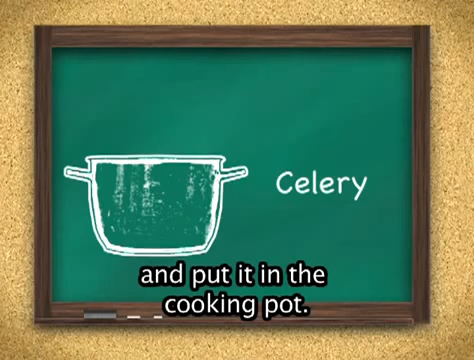 Celery
and put it in the
cooking pot.